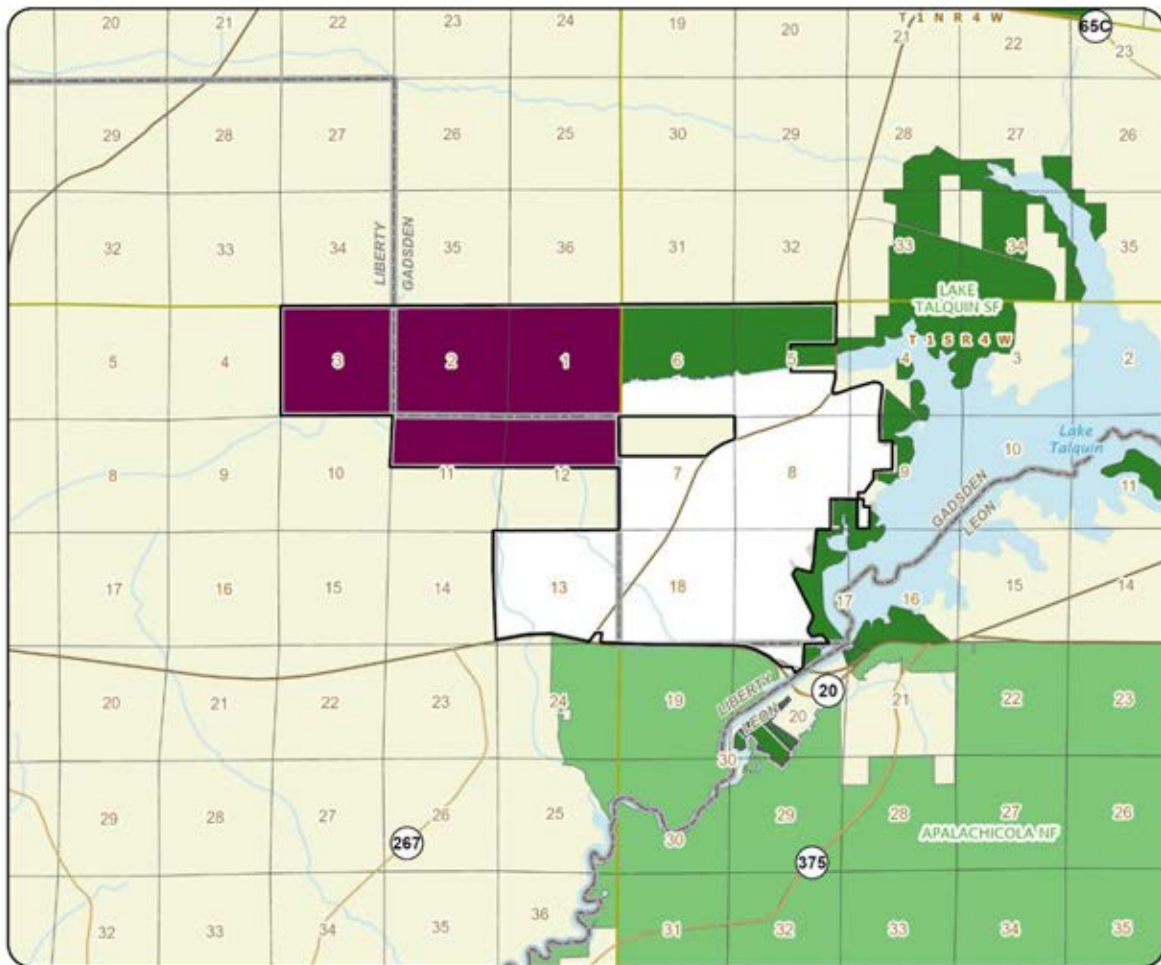 20 21 22 23 24 19 20 21 22 23
T1NR4W
65C
29 28 27 26 25 30 29 28 27 26
32 33 34 35 36 31 32 33 34 35
LIBERTY
GADSDEN
LAKE
TALQUIN SF
T1SR4W
5 4 3 2 1 6 5 4 3 2
Lake
Talquin
8 9 10 11 12 7 8 9 10 11
GADSDEN
LEON
17 16 15 14 13 18 17 16 15 14
20 21 22 23 24 19 20 21 22 23
LIBERTY
LEON
20
30
29 28 27 26 25 30 29 28 27 26
267
375
APALACHICOLA NF
32 33 34 35 36 31 32 33 34 35